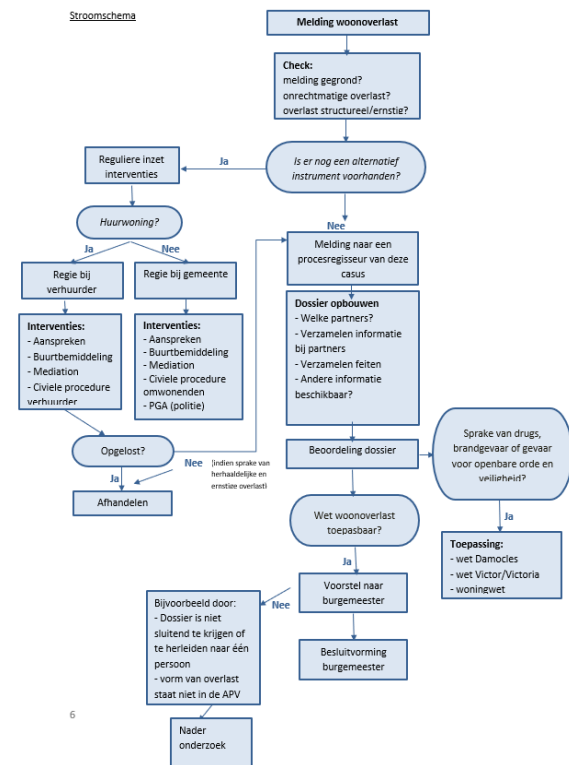 Stroomschema
Melding woonoverlast
Check:
melding gegrond?
onrechtmatige overlast?
overlast structureel/ernstie?
Is er nog een alternatief
instrument voorhanden?
Ja
Reguliere inzet
interventies
Huurwoning?
Ja
Nee
Regie bij
verhuurder
Regie bij gemeente
Interventies:
- Aanspreken
- Buurtbemiddeling
- Mediation
- Civiele procedure
verhuurder
Interventies:
- Aanspreken
- Buurtbemiddeling
- Mediation
- Civiele procedure
omwonenden
- PGA (politie)
Opgelost?
Nee
(indien sprake van
herhaaldelijke en
ernstige overlast)
Ja
Afhandelen
Nee
Melding naar een
procesregisseur van deze
casus
Dossier opbouwen
- Welke partners?
- Verzamelen informatie
bij partners
- Verzamelen feiten
- Andere informatie
beschikbaar?
Beoordeling dossier
Sprake van drugs,
brandgevaar of gevaar
voor openbare orde en
veiligheid?
Ja
Toepassing:
- wet Damocles
- wet Victor/Victoria
- woningwet
Wet woonoverlast
toepasbaar?
Ja
Voorstel naar
burgemeester
Besluitvorming
burgemeester
Nee
Bijvoorbeeld door:
- Dossier is niet
sluitend te krijgen of
te herleiden naar één
persoon
- vorm van overlast
staat niet in de APV
Nader
onderzoek
6